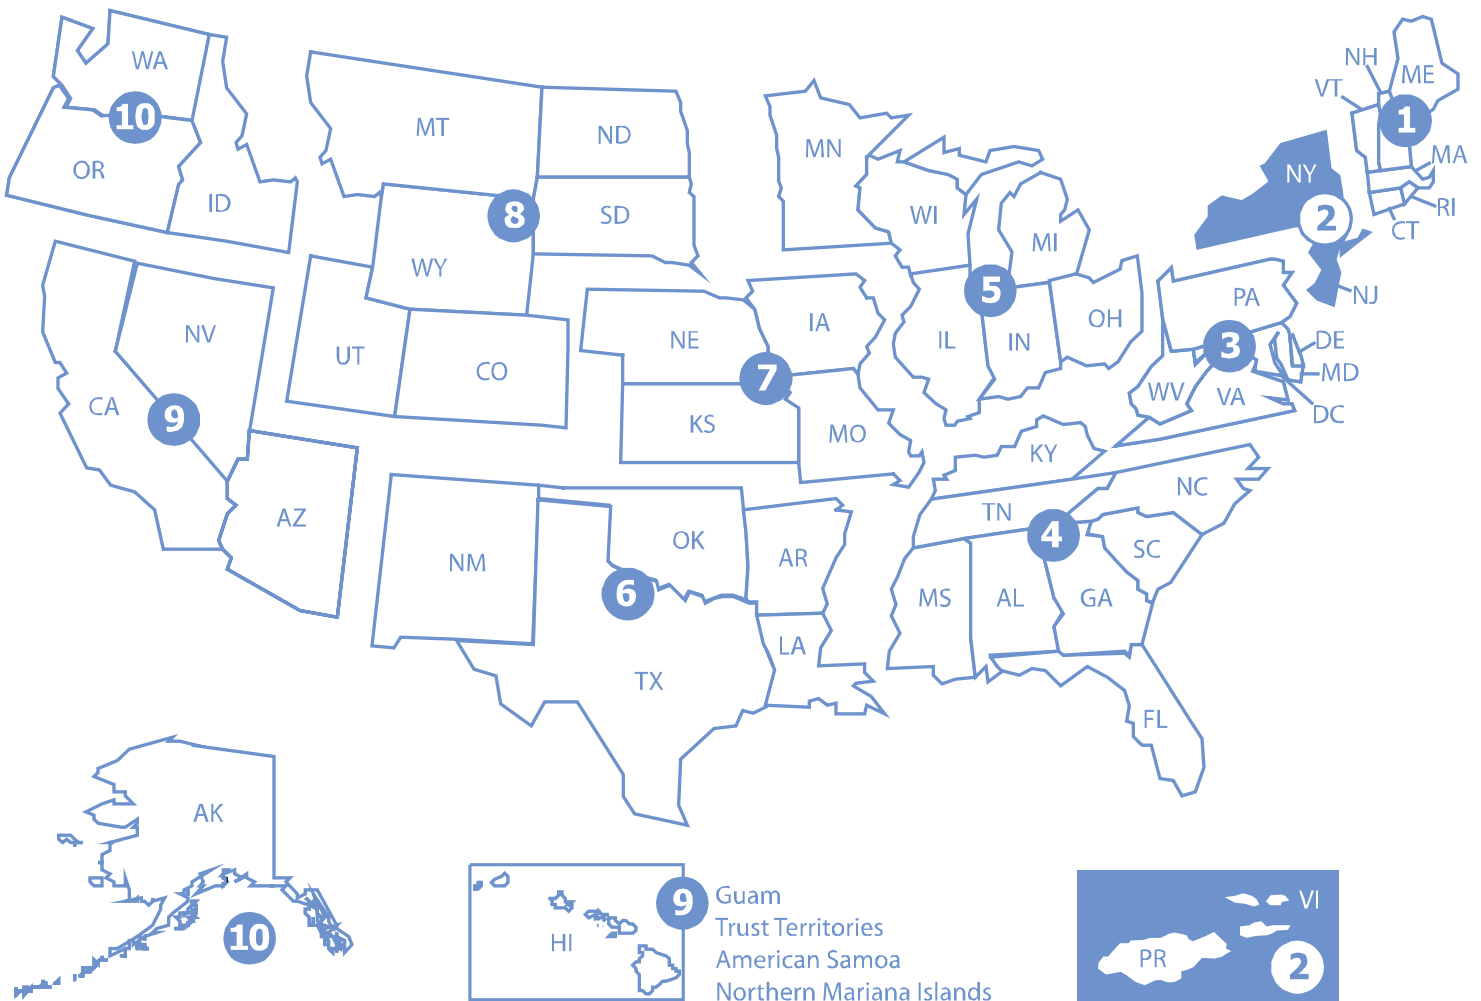 WA
10
OR
ID
MT
ND
8
SD
WY
MN
WI
MI
5
NH
ME
VT
1
MA
RI
CT
NY
2
NJ
PA
3
DE
MD
DC
WV
VA
CA
NV
9
UT
CO
AZ
NE
IA
7
KS
MO
IL
IN
OH
KY
NC
TN
4
SC
MS
AL
GA
FL
NM
OK
6
TX
AR
LA
AK
10
HI
9
Guam
Trust Territories
American Samoa
Northern Mariana Islands
VI
PR
2